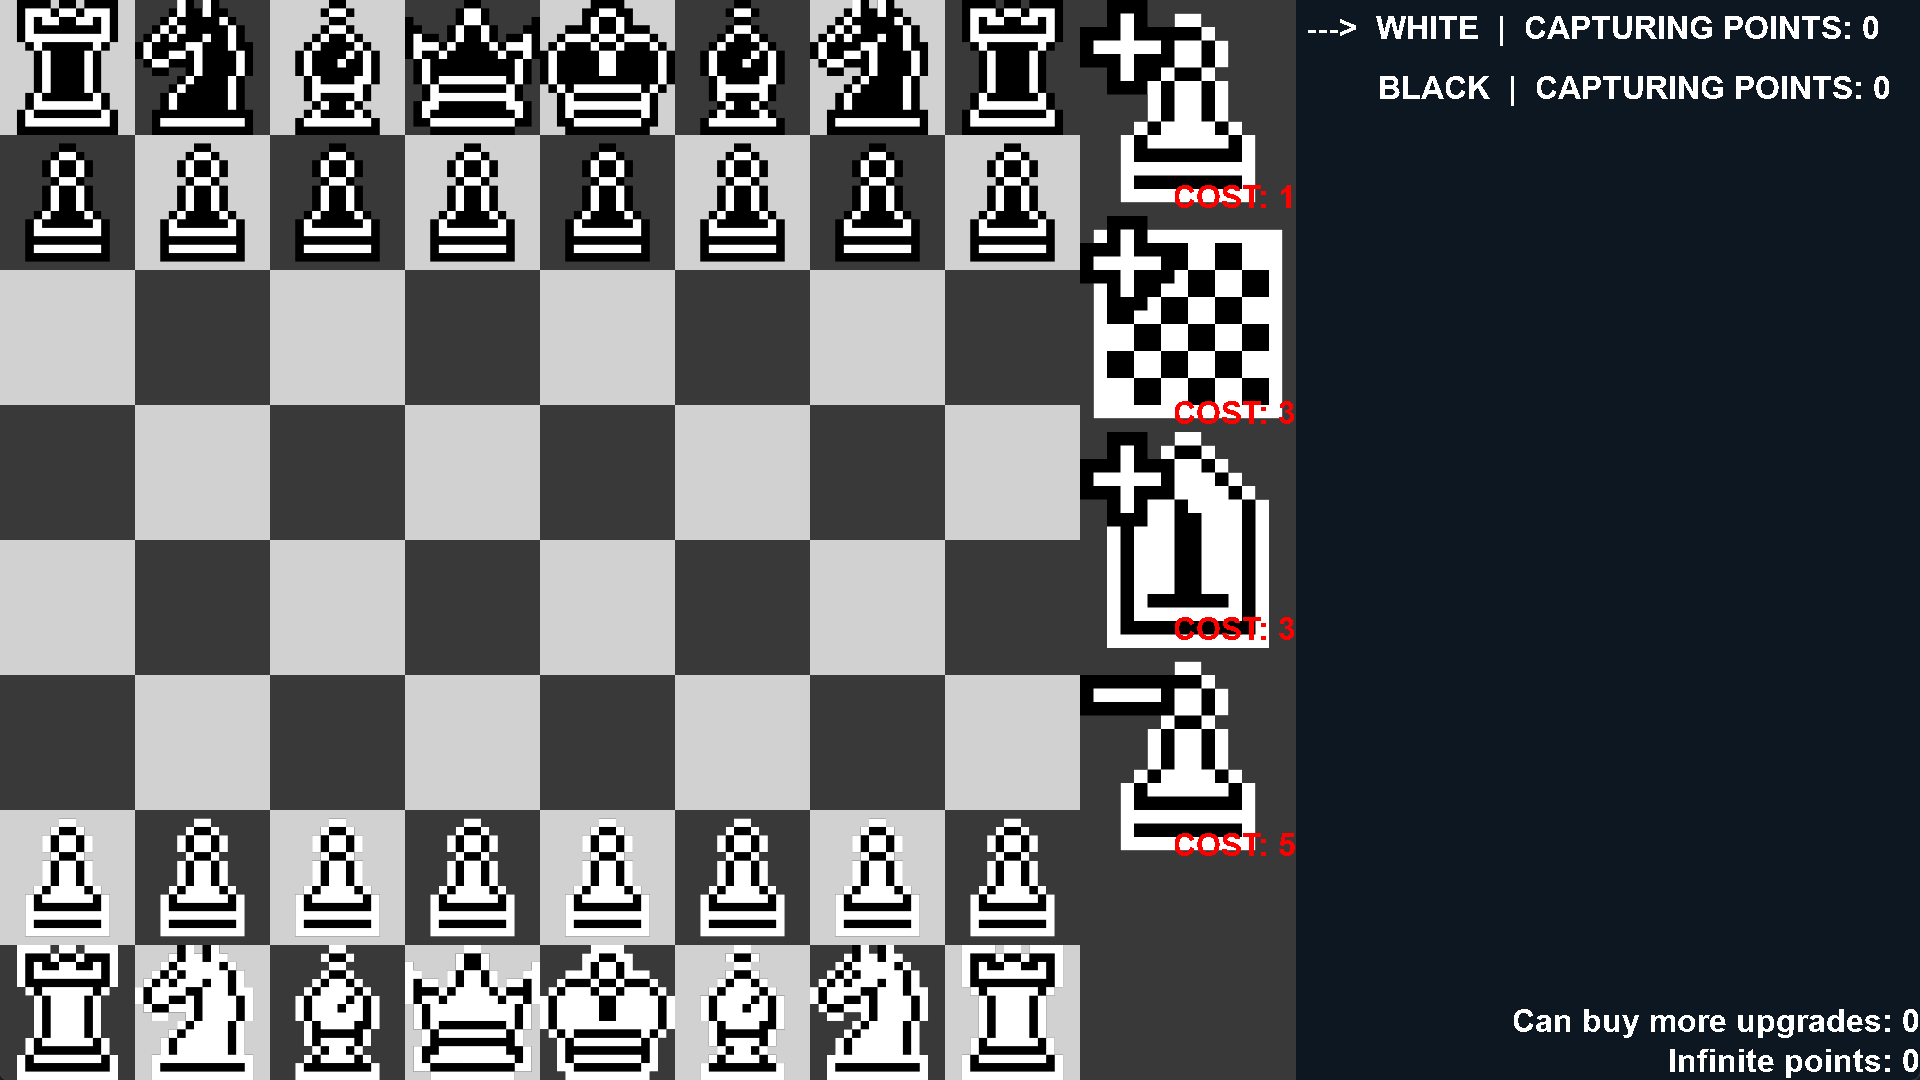 ---> WHITE | CAPTURING POINTS: 0
BLACK | CAPTURING POINTS: 0
COST: 1
COST: 3
COST: 3
COST: 5
Can buy more upgrades: 0
Infinite points: 0